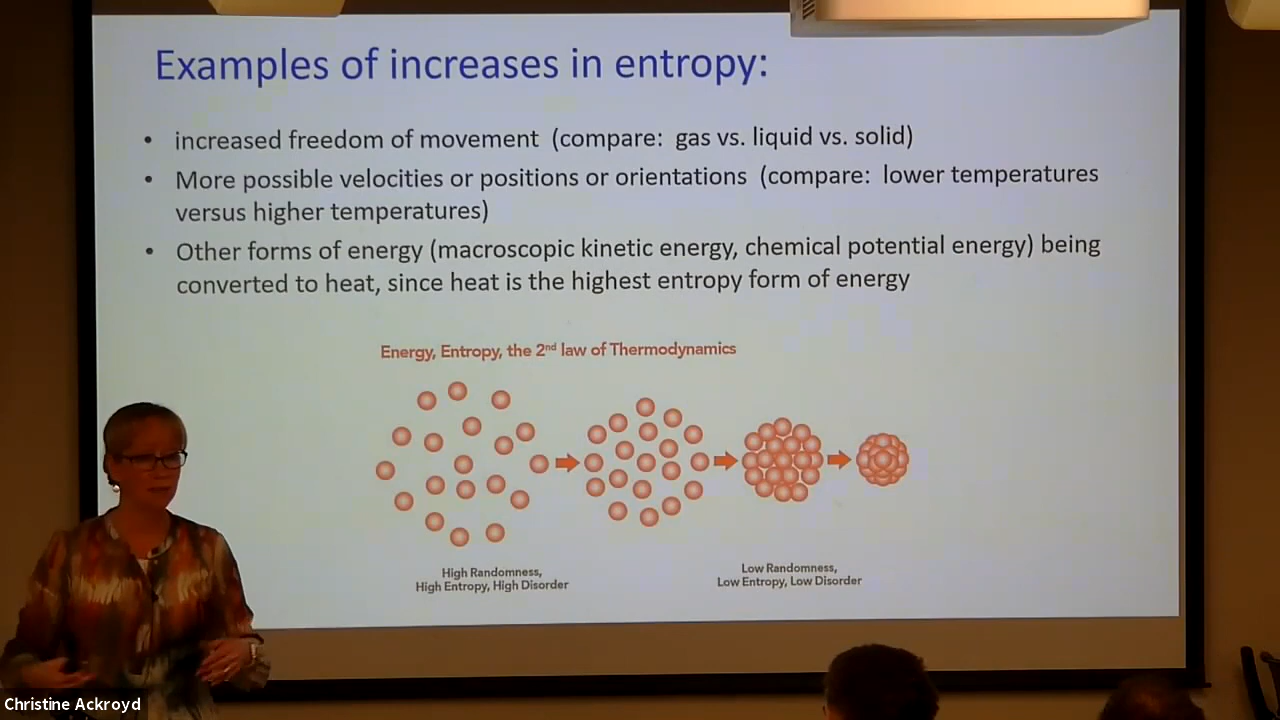 Examples of increases in entropy:
• increased freedom of movement (compare: gas vs. liquid vs. solid)
• More possible velocities or positions or orientations (compare: lower temperatures
versus higher temperatures)
• Other forms of energy (macroscopic kinetic energy, chemical potential energy) being
converted to heat, since heat is the highest entropy form of energy
Energy, Entropy, the 2nd law of Thermodynamics
High Randomness,
High Entropy, High Disorder
Low Randomness,
Low Entropy, Low Disorder
Christine Ackroyd